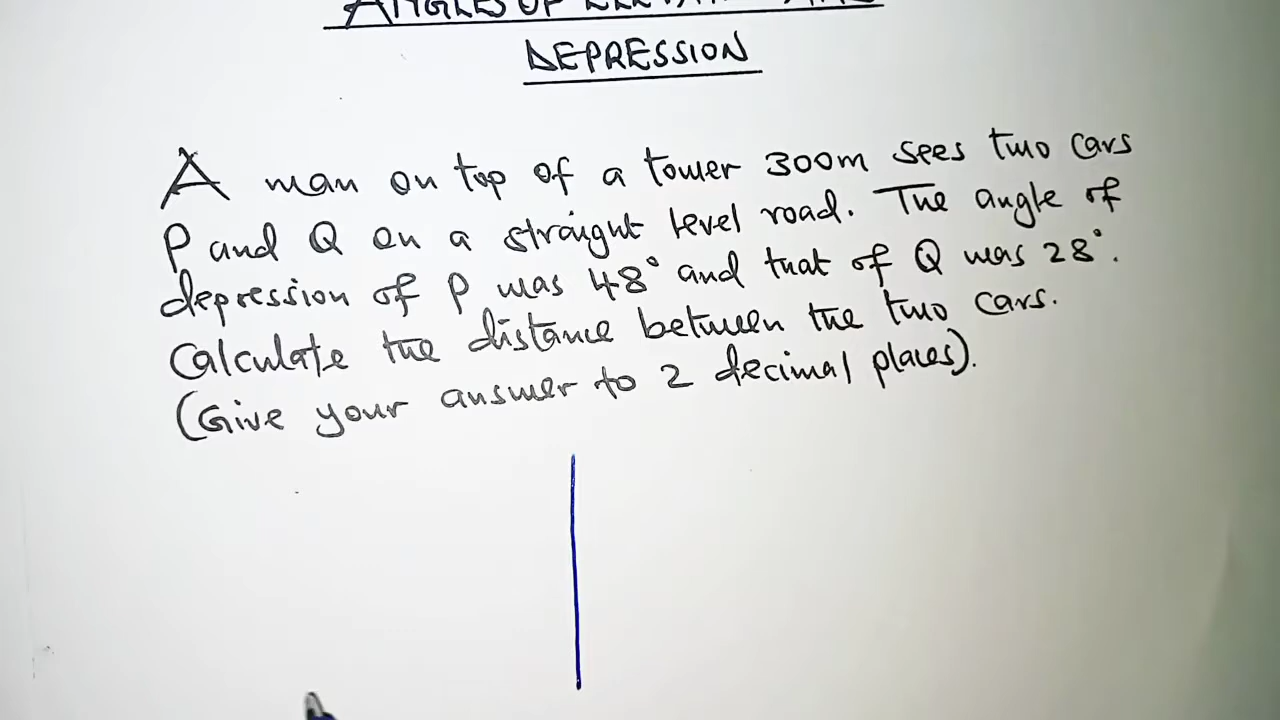 ANGLES OF
DEPRESSION
A man on top of a tower 300m sees two cars
P and Q on a straight level road. The angle of
depression of P was 48° and that of Q was 28°.
Calculate the distance between the two cars.
(Give your answer to 2 decimal places).